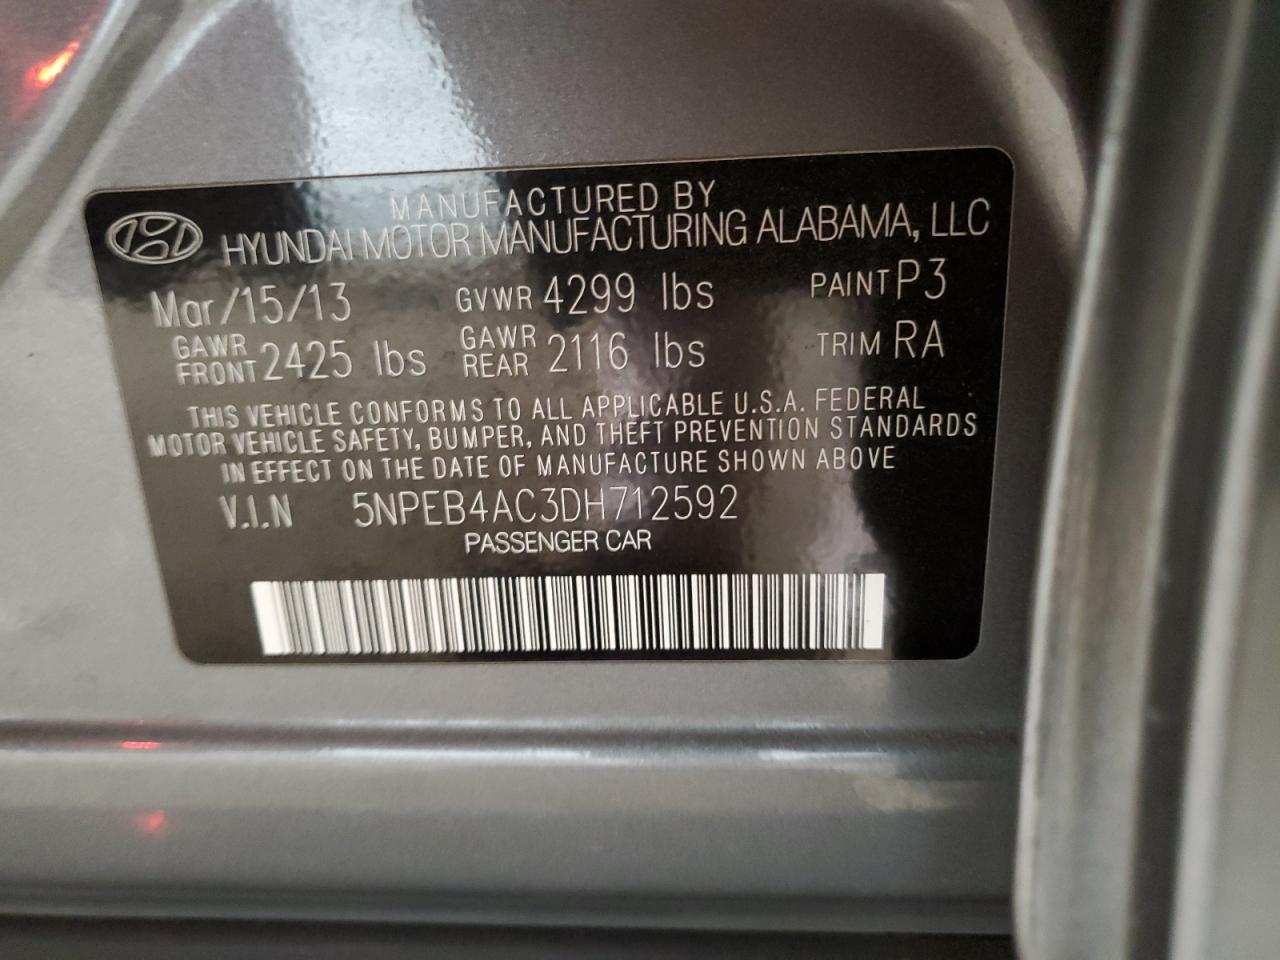 MANUFACTURED BY
HYUNDAI MOTOR MANUFACTURING ALABAMA, LLC
Mar/15/13 GVWR 4299 lbs PAINT P3
GAWR FRONT 2425 lbs GAWR REAR 2116 lbs TRIM RA
THIS VEHICLE CONFORMS TO ALL APPLICABLE U.S.A. FEDERAL
MOTOR VEHICLE SAFETY, BUMPER, AND THEFT PREVENTION STANDARDS
IN EFFECT ON THE DATE OF MANUFACTURE SHOWN ABOVE
V.I.N 5NPEB4AC3DH712592
PASSENGER CAR